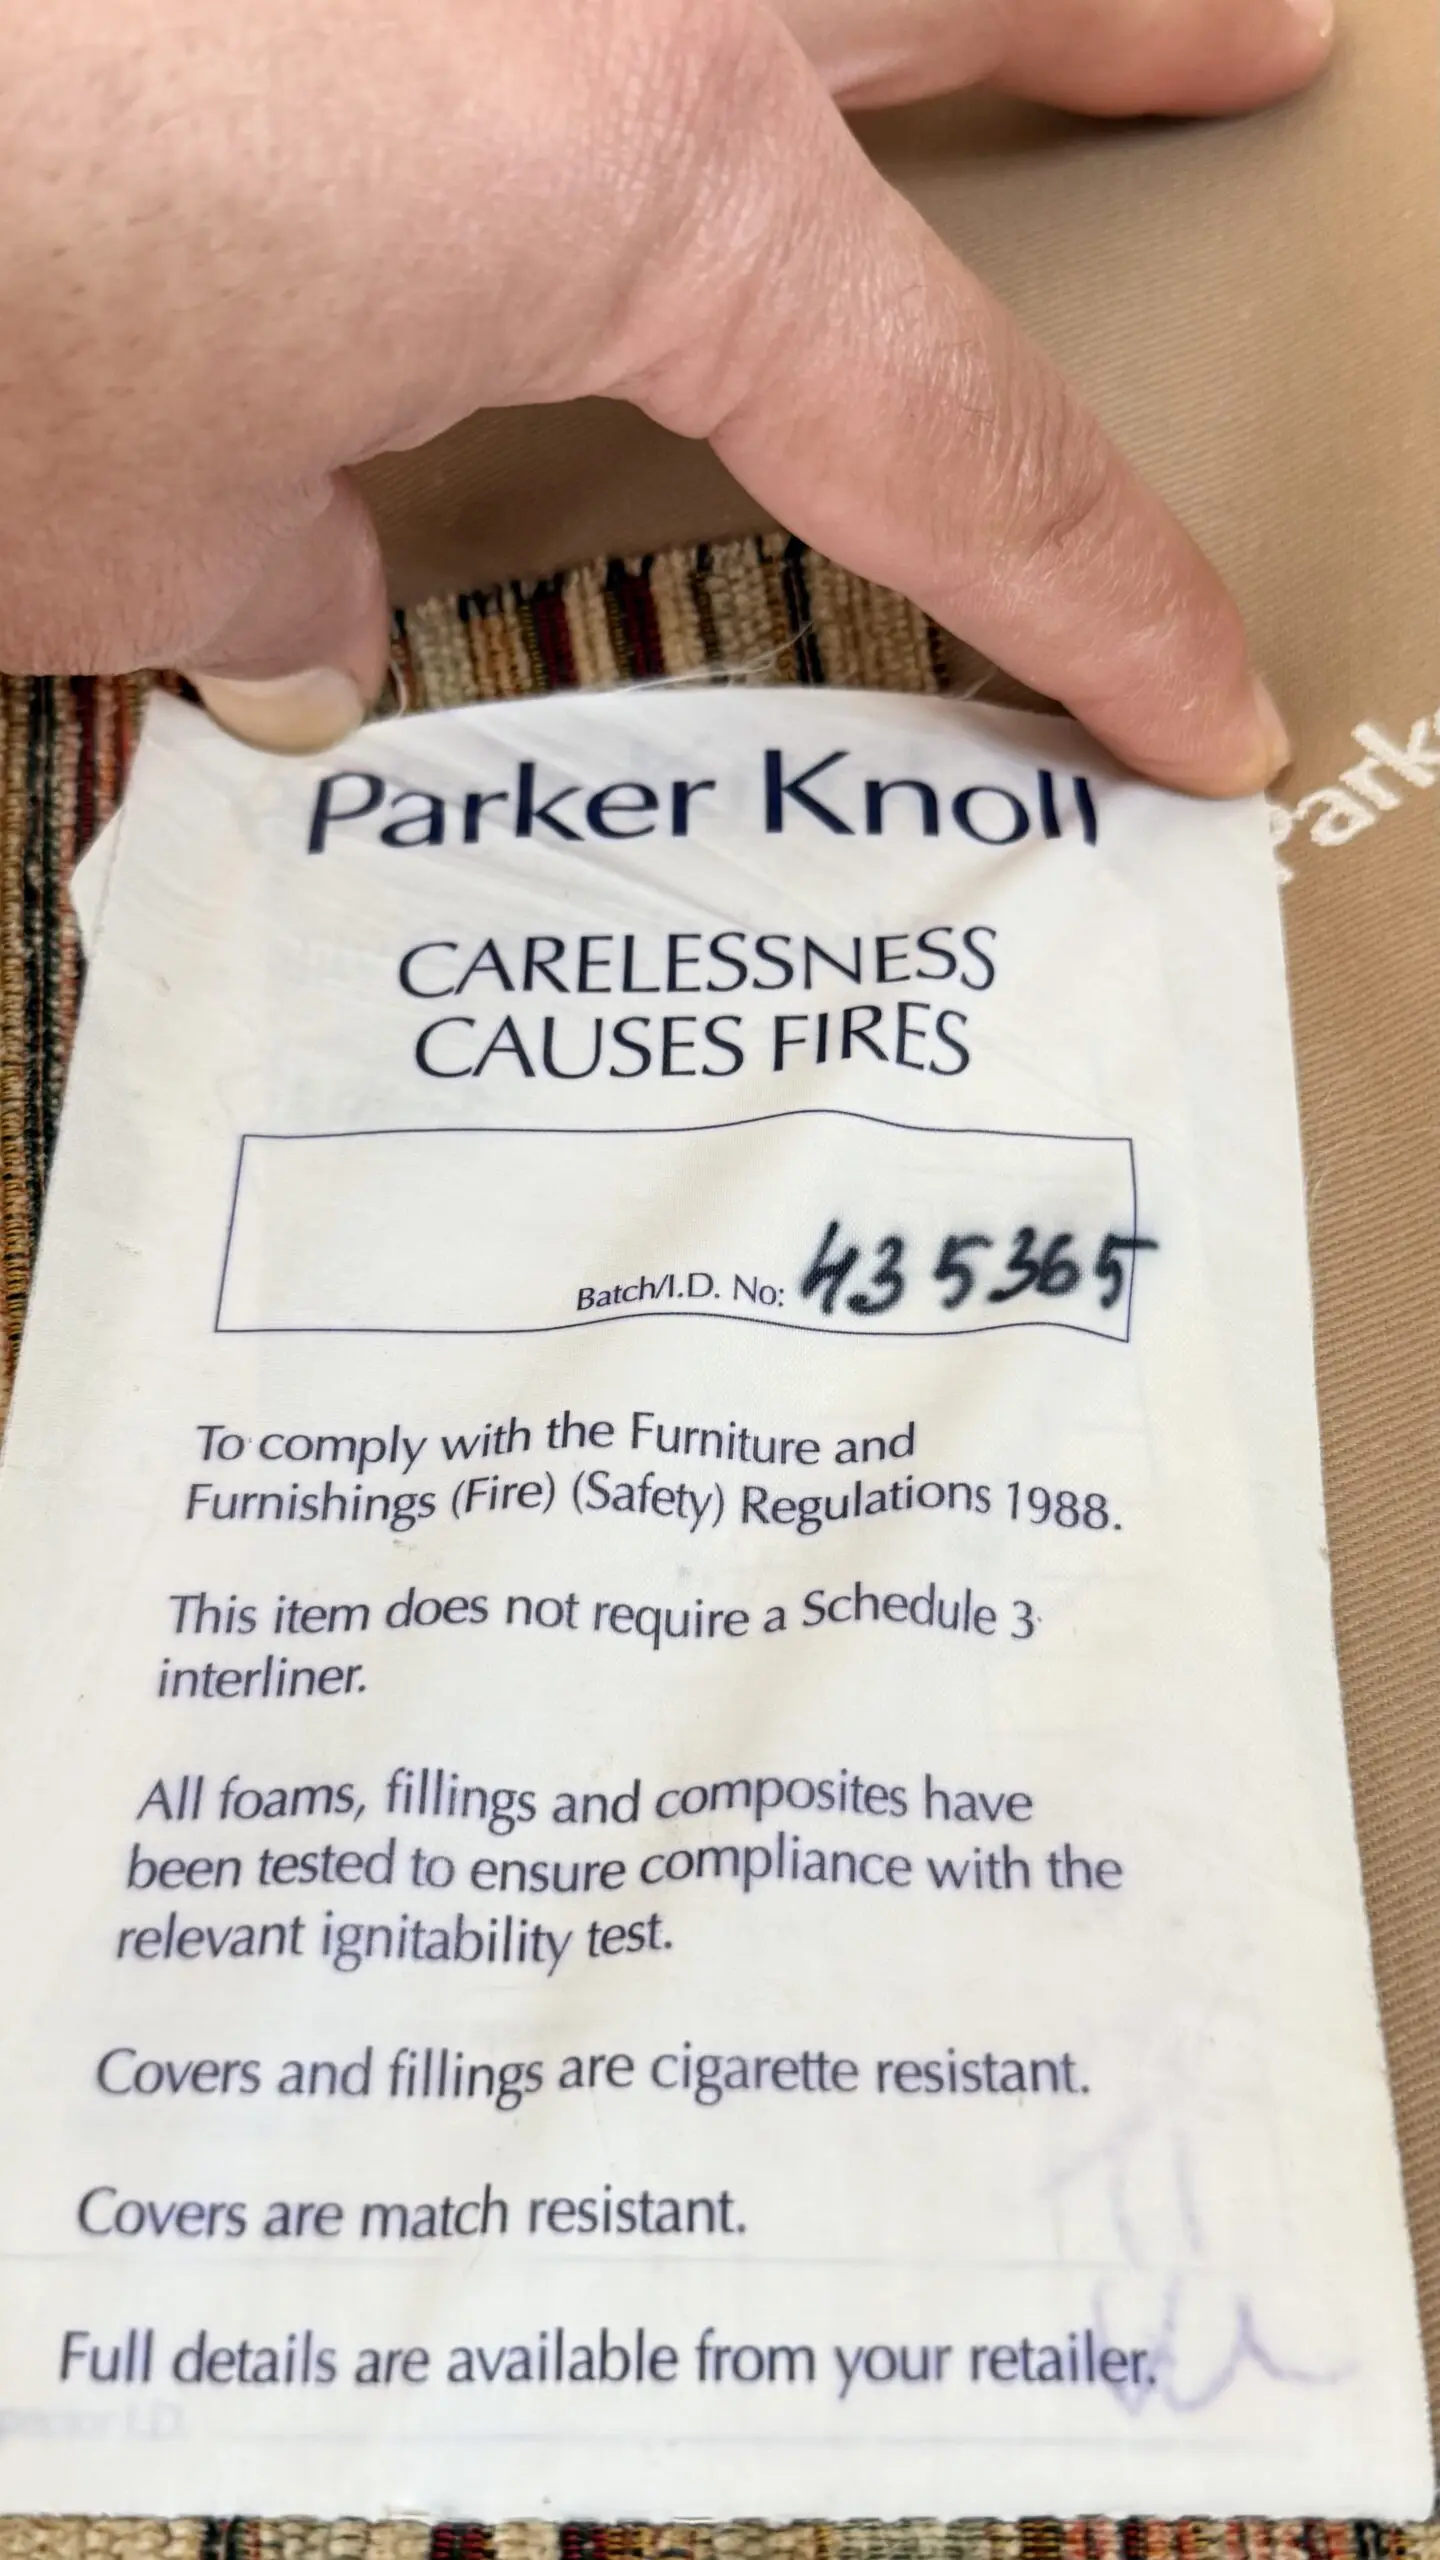 Parker Knoll
CARELESSNESS
CAUSES FIRES
Batch/I.D. No: 435365
To comply with the Furniture and
Furnishings (Fire) (Safety) Regulations 1988.
This item does not require a Schedule 3
interliner.
All foams, fillings and composites have
been tested to ensure compliance with the
relevant ignitability test.
Covers and fillings are cigarette resistant.
Covers are match resistant.
Full details are available from your retailer.